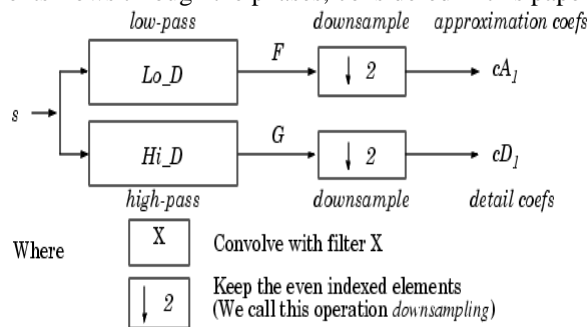 low-pass downsample approximation coefs
F
Lo_D ↓ 2 cA1
s
G
Hi_D ↓ 2 cD1
high-pass downsample detail coefs
Where X Convolve with filter X
↓ 2 Keep the even indexed elements
(We call this operation downsampling)